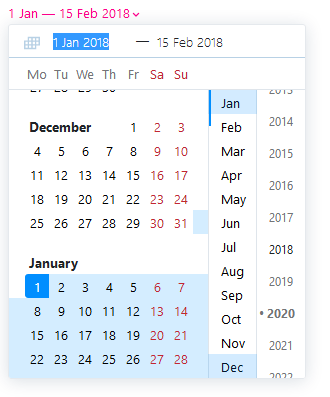 1 Jan 2018 — 15 Feb 2018
1 Jan 2018 — 15 Feb 2018
Mo Tu We Th Fr Sa Su
December 1 2 3
4 5 6 7 8 9 10
11 12 13 14 15 16 17
18 19 20 21 22 23 24
25 26 27 28 29 30 31
January
1 2 3 4 5 6 7
8 9 10 11 12 13 14
15 16 17 18 19 20 21
22 23 24 25 26 27 28
Jan
Feb
Mar
Apr
May
Jun
Jul
Aug
Sep
Oct
Nov
Dec
2013
2014
2015
2016
2017
2018
2019
• 2020
2021
2022